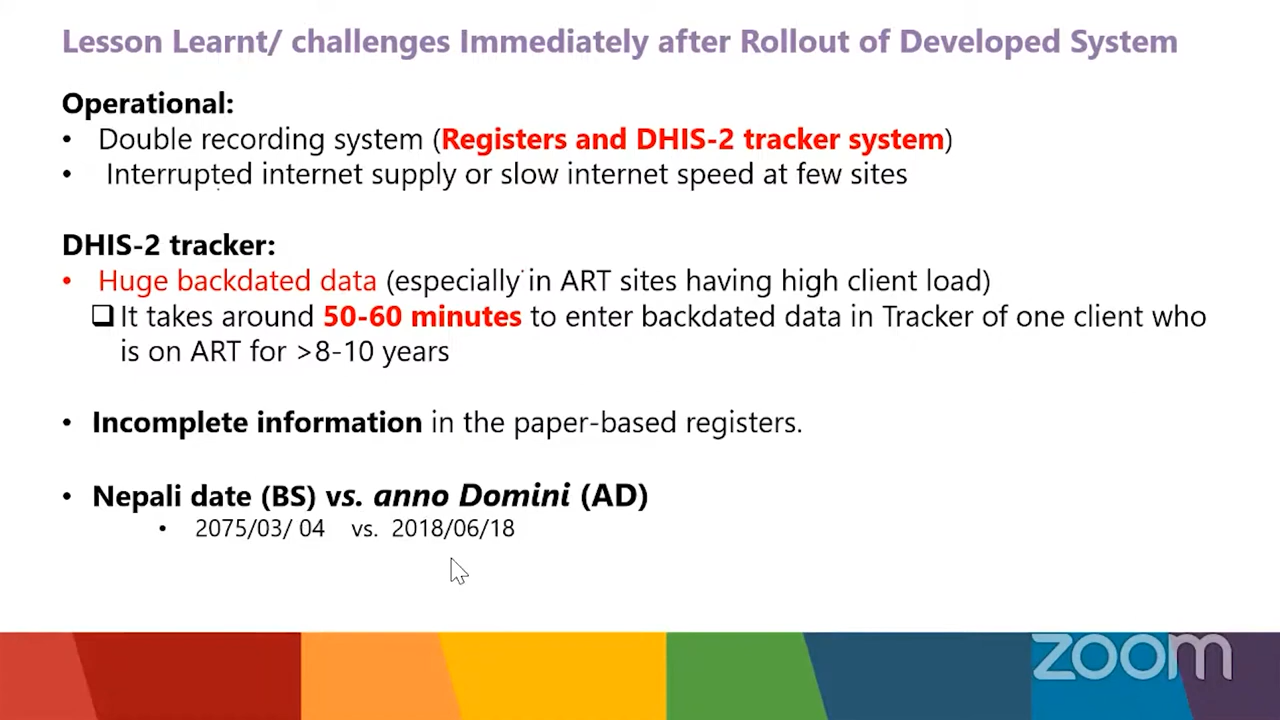 Lesson Learnt/ challenges Immediately after Rollout of Developed System
Operational:
• Double recording system (Registers and DHIS-2 tracker system)
• Interrupted internet supply or slow internet speed at few sites
DHIS-2 tracker:
• Huge backdated data (especially in ART sites having high client load)
❑ It takes around 50-60 minutes to enter backdated data in Tracker of one client who
is on ART for >8-10 years
• Incomplete information in the paper-based registers.
• Nepali date (BS) vs. anno Domini (AD)
• 2075/03/ 04 vs. 2018/06/18
zoom